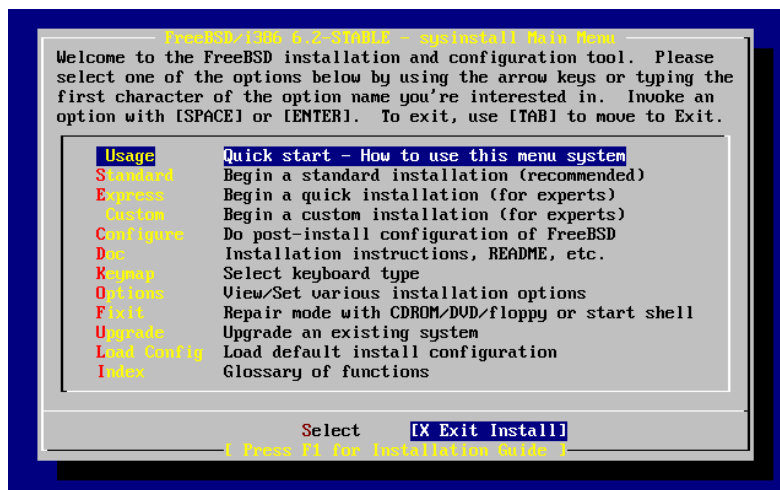 FreeBSD/i386 6.2-STABLE - sysinstall Main Menu
Welcome to the FreeBSD installation and configuration tool.  Please
select one of the options below by using the arrow keys or typing the
first character of the option name you're interested in.  Invoke an
option with [SPACE] or [ENTER].  To exit, use [TAB] to move to Exit.
Usage Quick start - How to use this menu system
Standard Begin a standard installation (recommended)
Express Begin a quick installation (for experts)
Custom Begin a custom installation (for experts)
Configure Do post-install configuration of FreeBSD
Doc Installation instructions, README, etc.
Keymap Select keyboard type
Options View/Set various installation options
Fixit Repair mode with CDROM/DVD/floppy or start shell
Upgrade Upgrade an existing system
Load Config Load default install configuration
Index Glossary of functions
Select [X Exit Install]
[ Press F1 for Installation Guide ]